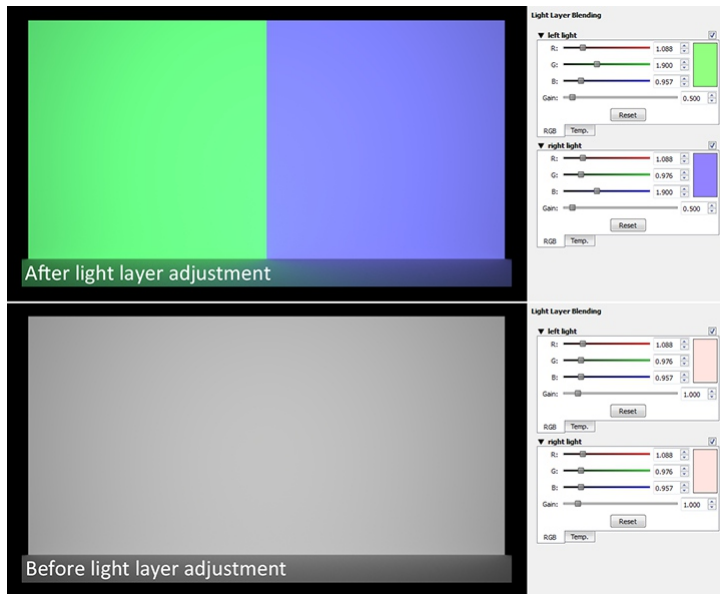 Light Layer Blending
left light
R: 1.088
G: 1.900
B: 0.957
Gain: 0.500
Reset
RGB Temp.
right light
R: 1.088
G: 0.976
B: 1.900
Gain: 0.500
Reset
RGB Temp.
After light layer adjustment
Light Layer Blending
left light
R: 1.088
G: 0.976
B: 0.957
Gain: 1.000
Reset
RGB Temp.
right light
R: 1.088
G: 0.976
B: 0.957
Gain: 1.000
Reset
RGB Temp.
Before light layer adjustment